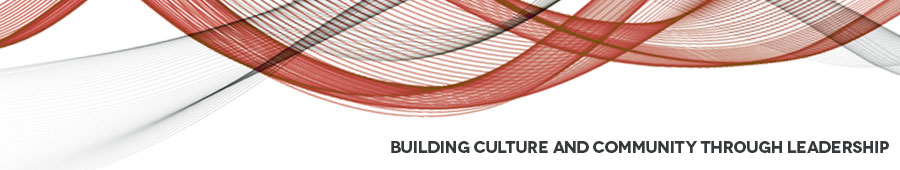 BUILDING CULTURE AND COMMUNITY THROUGH LEADERSHIP